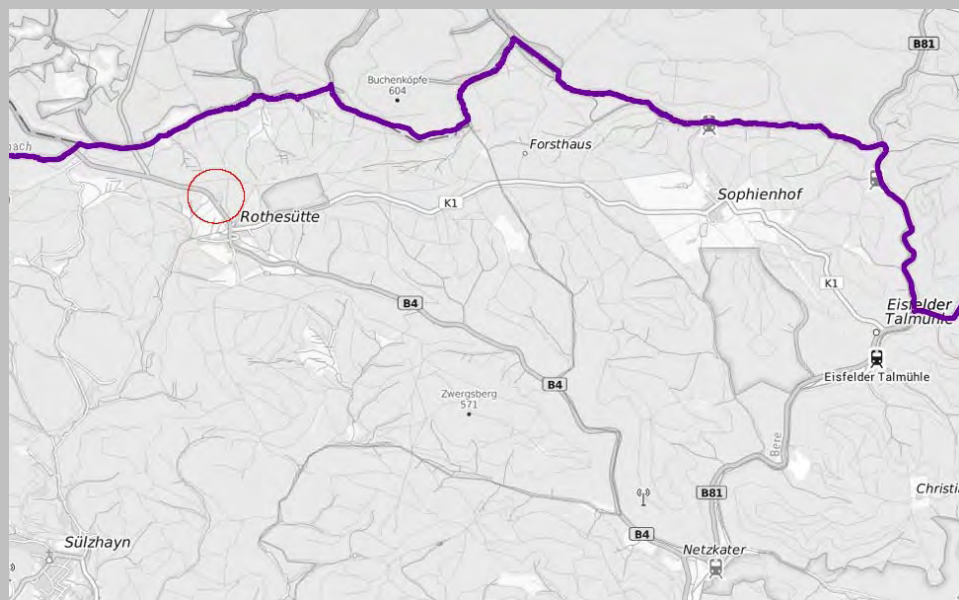 B81
Buchenköpfe
604
bach
Forsthaus
Sophienhof
K1
Rothesütte
K1
B4
Eisfelder
Talmühle
Eisfelder Talmühle
B4
Zwergsberg
571
Bere
B81
Christi
B4
Sülzhayn
Netzkater